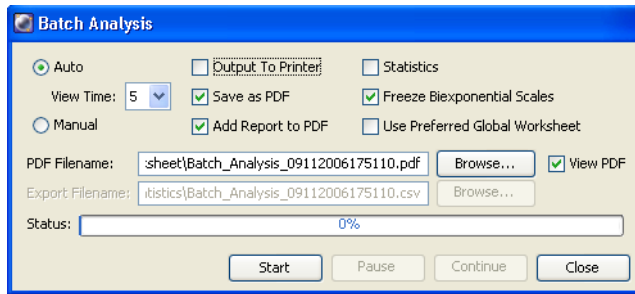 Batch Analysis
Auto
Output To Printer
Statistics
View Time: 5
Save as PDF
Freeze Biexponential Scales
Manual
Add Report to PDF
Use Preferred Global Worksheet
PDF Filename: :sheet\Batch_Analysis_09112006175110.pdf Browse... View PDF
Export Filename: itistics\Batch_Analysis_09112006175110.csv Browse...
Status: 0%
Start Pause Continue Close